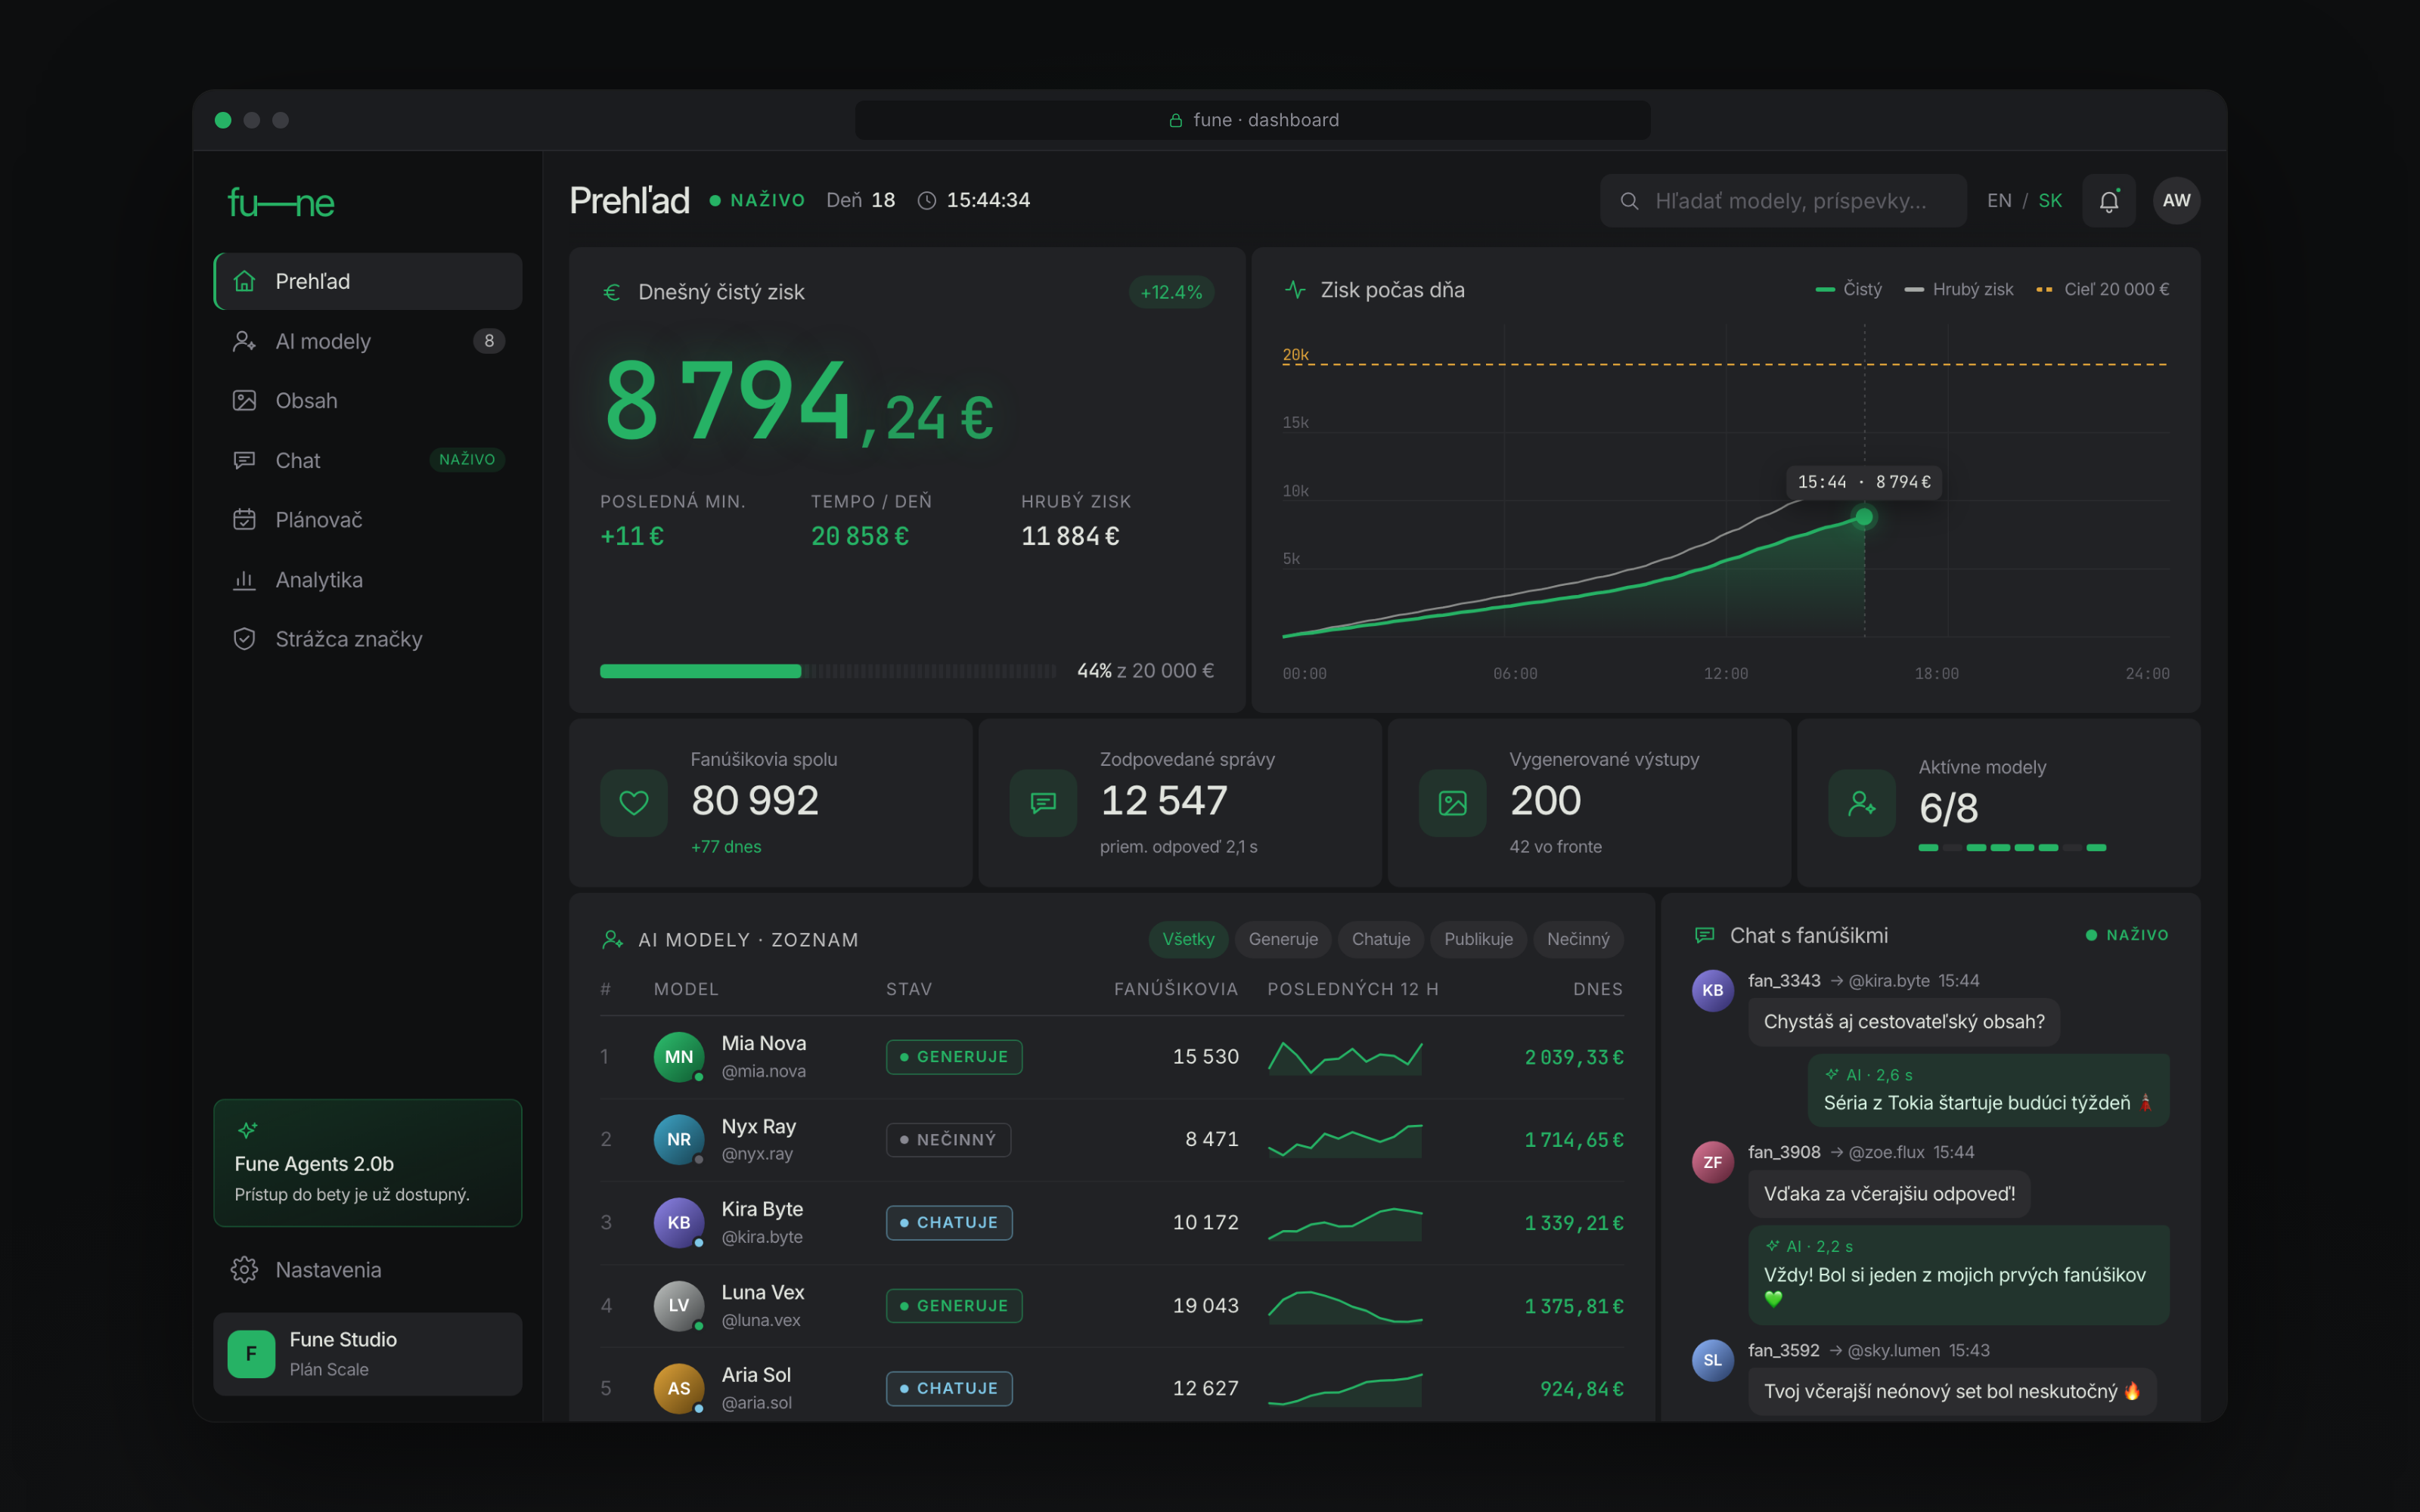 fune · dashboard
fu—ne
Prehľad
AI modely 8
Obsah
Chat NAŽIVO
Plánovač
Analytika
Strážca značky
Fune Agents 2.0b
Prístup do bety je už dostupný.
Nastavenia
F
Fune Studio
Plán Scale
Prehľad NAŽIVO Deň 18 15:44:34
Hľadať modely, príspevky...
EN / SK
AW
€ Dnešný čistý zisk +12.4%
8 794,24 €
POSLEDNÁ MIN. TEMPO / DEŇ HRUBÝ ZISK
+11 € 20 858 € 11 884 €
44% z 20 000 €
Zisk počas dňa
Čistý Hrubý zisk Cieľ 20 000 €
20k
15k
10k
5k
15:44 · 8 794 €
00:00 06:00 12:00 18:00 24:00
Fanúšikovia spolu
80 992
+77 dnes
Zodpovedané správy
12 547
priem. odpoveď 2,1 s
Vygenerované výstupy
200
42 vo fronte
Aktívne modely
6/8
AI MODELY · ZOZNAM
Všetky Generuje Chatuje Publikuje Nečinný
# MODEL STAV FANÚŠIKOVIA POSLEDNÝCH 12 H DNES
1 MN Mia Nova GENERUJE 15 530 2 039,33 €
@mia.nova
2 NR Nyx Ray NEČINNÝ 8 471 1 714,65 €
@nyx.ray
3 KB Kira Byte CHATUJE 10 172 1 339,21 €
@kira.byte
4 LV Luna Vex GENERUJE 19 043 1 375,81 €
@luna.vex
5 AS Aria Sol CHATUJE 12 627 924,84 €
@aria.sol
Chat s fanúšikmi NAŽIVO
KB fan_3343 → @kira.byte 15:44
Chystáš aj cestovateľský obsah?
AI · 2,6 s
Séria z Tokia štartuje budúci týždeň 🗼
ZF fan_3908 → @zoe.flux 15:44
Vďaka za včerajšiu odpoveď!
AI · 2,2 s
Vždy! Bol si jeden z mojich prvých fanúšikov
💚
SL fan_3592 → @sky.lumen 15:43
Tvoj včerajší neónový set bol neskutočný 🔥